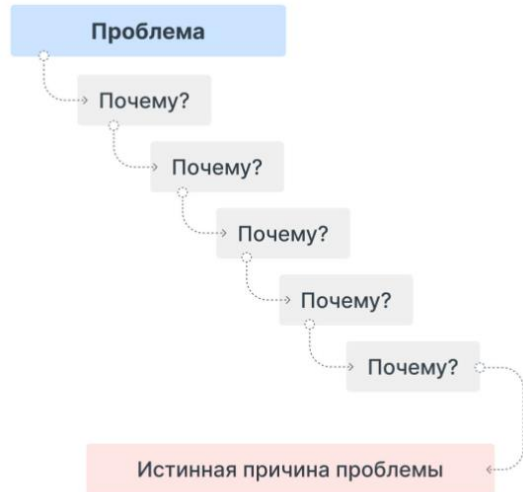 Проблема
Почему?
Почему?
Почему?
Почему?
Почему?
Истинная причина проблемы